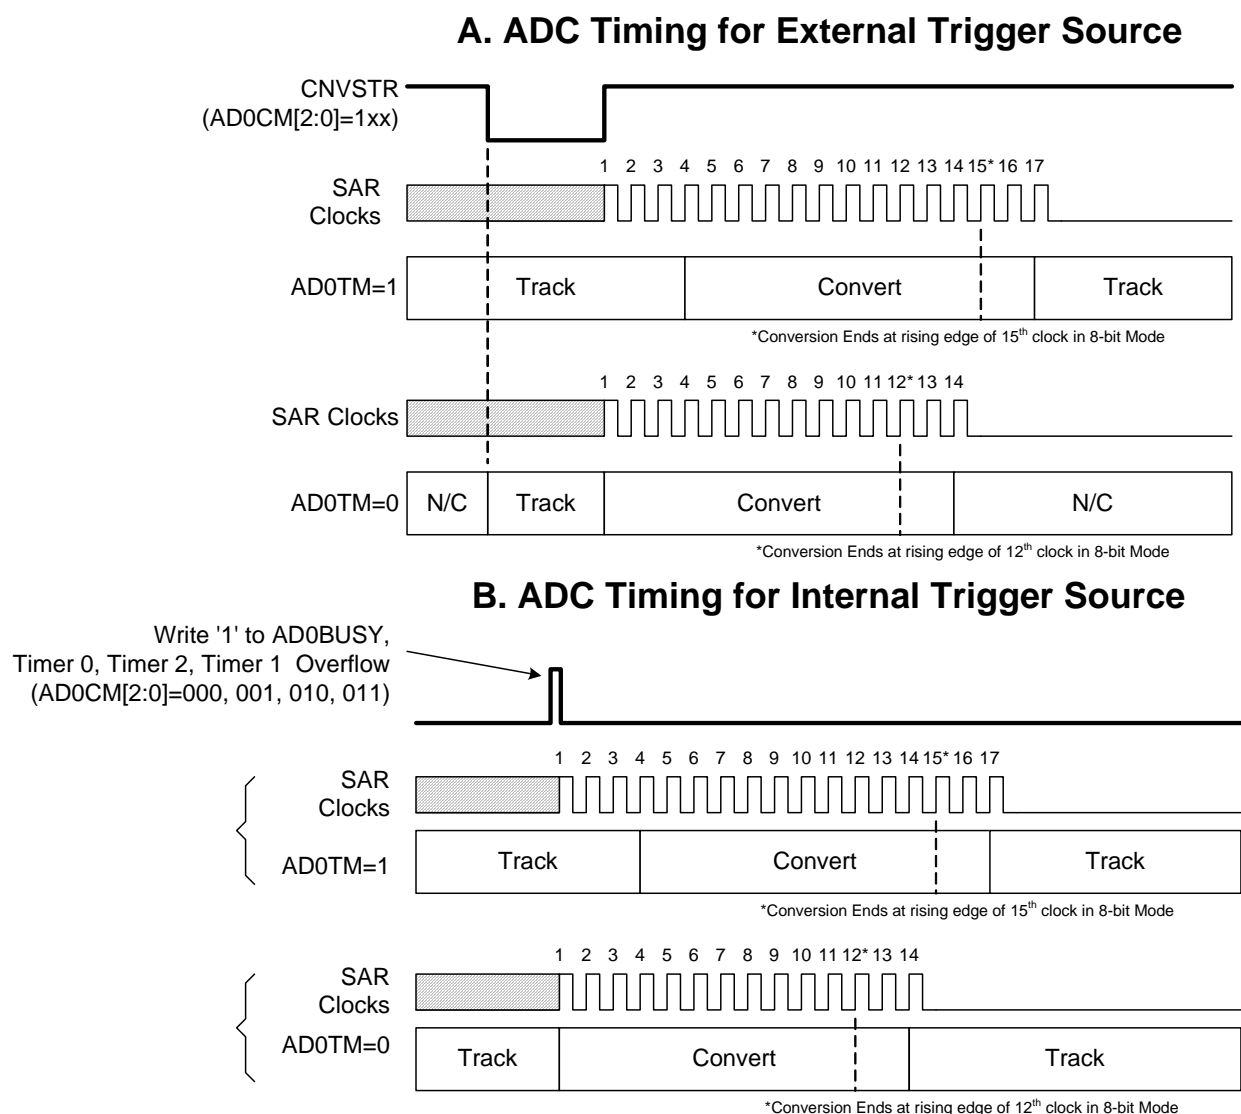 A. ADC Timing for External Trigger Source
CNVSTR
(AD0CM[2:0]=1xx)
1 2 3 4 5 6 7 8 9 10 11 12 13 14 15* 16 17
SAR
Clocks
AD0TM=1 Track Convert Track
*Conversion Ends at rising edge of 15th clock in 8-bit Mode
1 2 3 4 5 6 7 8 9 10 11 12* 13 14
SAR Clocks
AD0TM=0 N/C Track Convert N/C
*Conversion Ends at rising edge of 12th clock in 8-bit Mode
B. ADC Timing for Internal Trigger Source
Write '1' to AD0BUSY,
Timer 0, Timer 2, Timer 1 Overflow
(AD0CM[2:0]=000, 001, 010, 011)
1 2 3 4 5 6 7 8 9 10 11 12 13 14 15* 16 17
SAR
Clocks
AD0TM=1 Track Convert Track
*Conversion Ends at rising edge of 15th clock in 8-bit Mode
1 2 3 4 5 6 7 8 9 10 11 12* 13 14
SAR
Clocks
AD0TM=0 Track Convert Track
*Conversion Ends at rising edge of 12th clock in 8-bit Mode